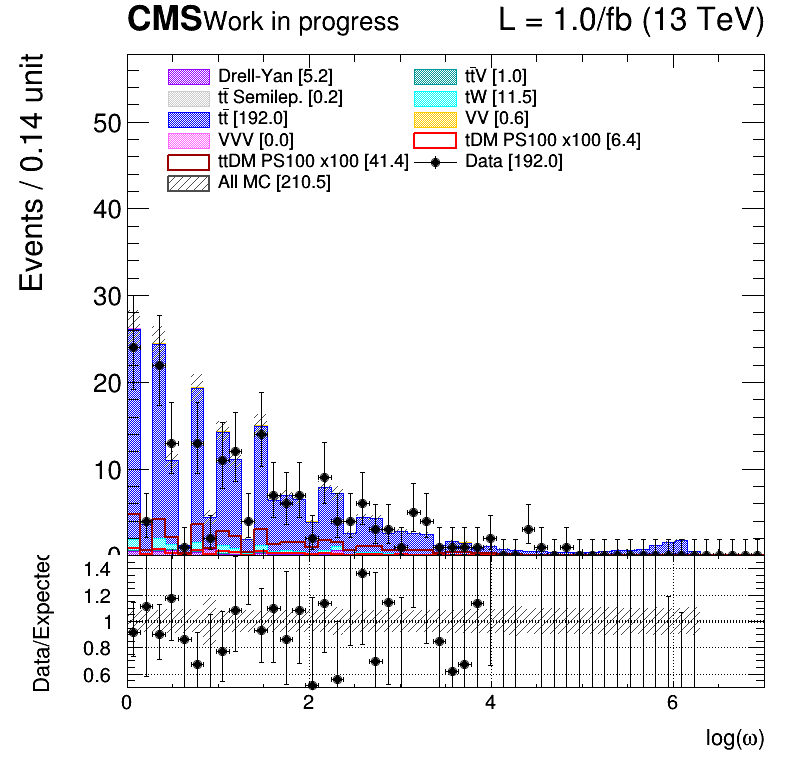 CMS Work in progress L = 1.0/fb (13 TeV)
Events / 0.14 unit
Drell-Yan [5.2] tt̄V [1.0]
tt̄ Semilep. [0.2] tW [11.5]
tt̄ [192.0] VV [0.6]
VVV [0.0] tDM PS100 x100 [6.4]
ttDM PS100 x100 [41.4] Data [192.0]
All MC [210.5]
50
40
30
20
10
0
Data/Expected
1.4
1.2
1
0.8
0.6
0 2 4 6
log(ω)